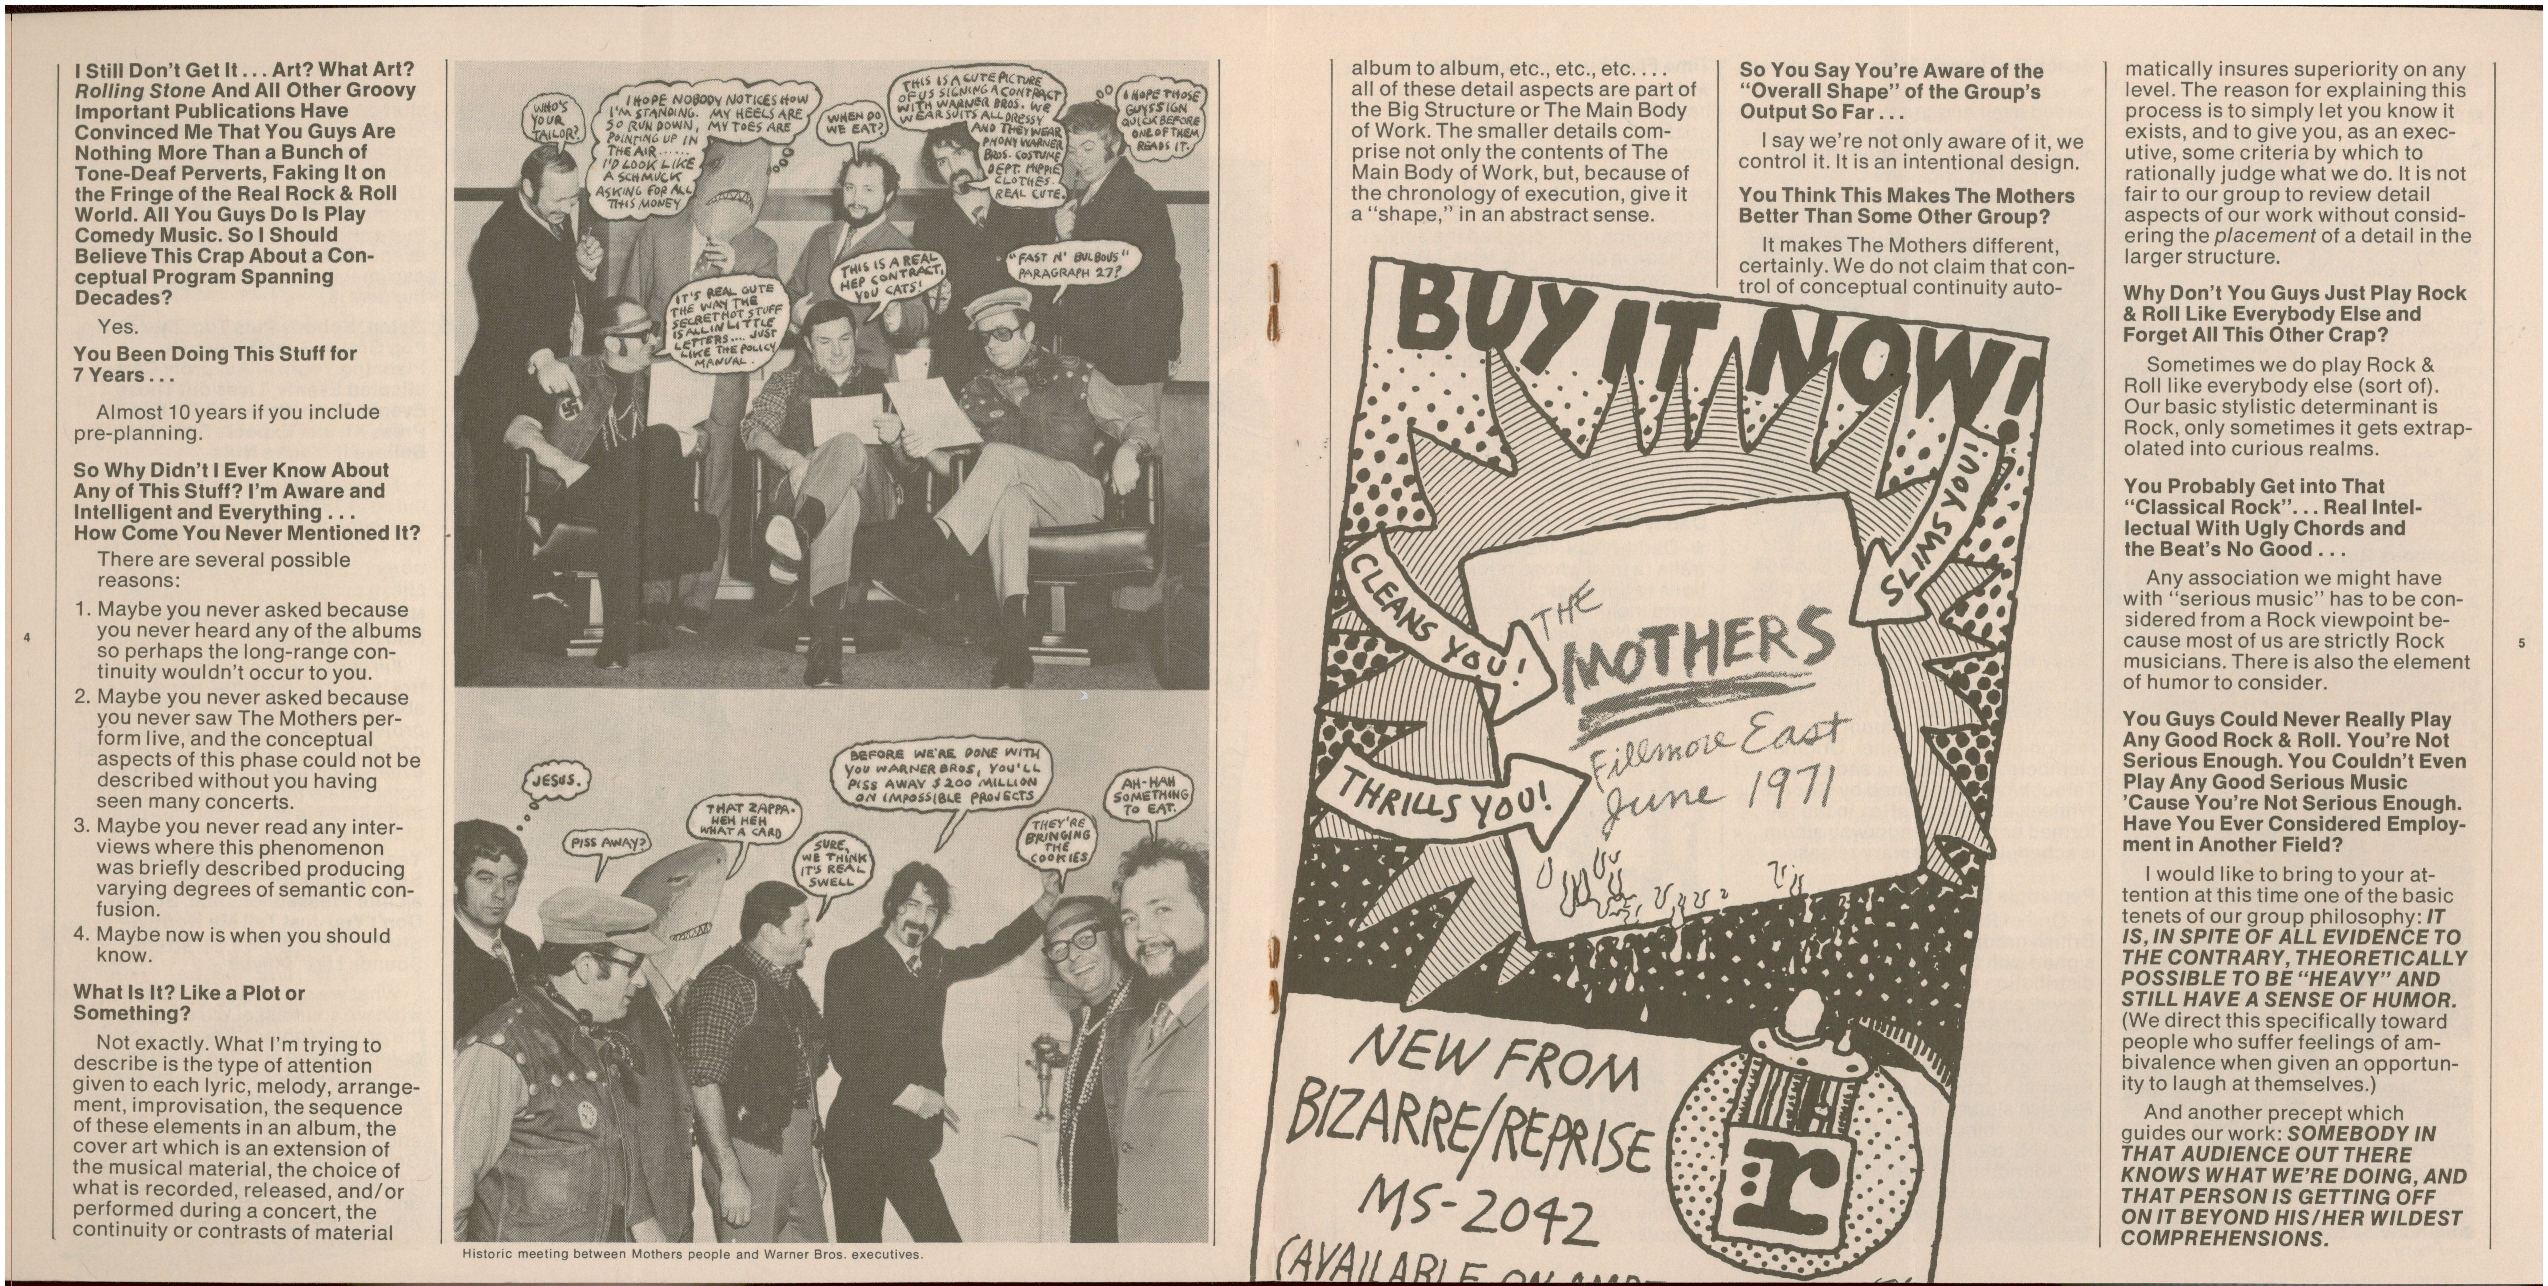 I Still Don't Get It... Art? What Art?
Rolling Stone And All Other Groovy
Important Publications Have
Convinced Me That You Guys Are
Nothing More Than a Bunch of
Tone-Deaf Perverts, Faking It on
the Fringe of the Real Rock & Roll
World. All You Guys Do Is Play
Comedy Music. So I Should
Believe This Crap About a Con-
ceptual Program Spanning
Decades?
Yes.
You Been Doing This Stuff for
7 Years...
Almost 10 years if you include
pre-planning.
So Why Didn't I Ever Know About
Any of This Stuff? I'm Aware and
Intelligent and Everything...
How Come You Never Mentioned It?
There are several possible
reasons:
1. Maybe you never asked because
you never heard any of the albums
so perhaps the long-range con-
tinuity wouldn't occur to you.
2. Maybe you never asked because
you never saw The Mothers per-
form live, and the conceptual
aspects of this phase could not be
described without you having
seen many concerts.
3. Maybe you never read any inter-
views where this phenomenon
was briefly described producing
varying degrees of semantic con-
fusion.
4. Maybe now is when you should
know.
What Is It? Like a Plot or
Something?
Not exactly. What I'm trying to
describe is the type of attention
given to each lyric, melody, arrange-
ment, improvisation, the sequence
of these elements in an album, the
cover art which is an extension of
the musical material, the choice of
what is recorded, released, and/or
performed during a concert, the
continuity or contrasts of material
4
WHO'S
YOUR
TAILOR?
I HOPE NOBODY NOTICES HOW
I'M STANDING. MY HEELS ARE
SO RUN DOWN, MY TOES ARE
POINTING UP IN
THE AIR......
I'D LOOK LIKE
A SCHMUCK
ASKING FOR ALL
THIS MONEY
WHEN DO
WE EAT?
THIS IS A CUTE PICTURE
OF US SIGNING A CONTRACT
WITH WARNER BROS. WE
WEAR SUITS ALL DRESSY
AND THEY WEAR
PHONY WARNER
BROS. COSTUME
DEPT. HIPPIE
CLOTHES.
REAL CUTE.
I HOPE THOSE
GUYS SIGN
QUICK BEFORE
ONE OF THEM
READS IT.
IT'S REAL CUTE
THE WAY THE
SECRET HOT STUFF
IS ALL IN LITTLE
LETTERS.... JUST
LIKE THE POLICY
MANUAL.
THIS IS A REAL
HEP CONTRACT,
YOU CATS!
"FAST N' BULBOUS"
PARAGRAPH 27?
JESUS.
PISS AWAY?
THAT ZAPPA.
HEH HEH
WHAT A CARD
SURE,
WE THINK
IT'S REAL
SWELL
BEFORE WE'RE DONE WITH
YOU WARNER BROS, YOU'LL
PISS AWAY $200 MILLION
ON IMPOSSIBLE PROJECTS
THEY'RE
BRINGING
THE
COOKIES
AH-HAH
SOMETHING
TO EAT.
Historic meeting between Mothers people and Warner Bros. executives.
album to album, etc., etc., etc....
all of these detail aspects are part of
the Big Structure or The Main Body
of Work. The smaller details com-
prise not only the contents of The
Main Body of Work, but, because of
the chronology of execution, give it
a "shape," in an abstract sense.
So You Say You're Aware of the
"Overall Shape" of the Group's
Output So Far...
I say we're not only aware of it, we
control it. It is an intentional design.
You Think This Makes The Mothers
Better Than Some Other Group?
It makes The Mothers different,
certainly. We do not claim that con-
trol of conceptual continuity auto-
BUY IT NOW!
CLEANS YOU!
SLIMS YOU!
THRILLS YOU!
THE
MOTHERS
Fillmore East
June 1971
NEW FROM
BIZARRE/REPRISE
MS-2042
(AVAILABLE ON
r
matically insures superiority on any
level. The reason for explaining this
process is to simply let you know it
exists, and to give you, as an exec-
utive, some criteria by which to
rationally judge what we do. It is not
fair to our group to review detail
aspects of our work without consid-
ering the placement of a detail in the
larger structure.
Why Don't You Guys Just Play Rock
& Roll Like Everybody Else and
Forget All This Other Crap?
Sometimes we do play Rock &
Roll like everybody else (sort of).
Our basic stylistic determinant is
Rock, only sometimes it gets extrap-
olated into curious realms.
You Probably Get into That
"Classical Rock"... Real Intel-
lectual With Ugly Chords and
the Beat's No Good...
Any association we might have
with "serious music" has to be con-
sidered from a Rock viewpoint be-
cause most of us are strictly Rock
musicians. There is also the element
of humor to consider.
You Guys Could Never Really Play
Any Good Rock & Roll. You're Not
Serious Enough. You Couldn't Even
Play Any Good Serious Music
'Cause You're Not Serious Enough.
Have You Ever Considered Employ-
ment in Another Field?
I would like to bring to your at-
tention at this time one of the basic
tenets of our group philosophy: IT
IS, IN SPITE OF ALL EVIDENCE TO
THE CONTRARY, THEORETICALLY
POSSIBLE TO BE "HEAVY" AND
STILL HAVE A SENSE OF HUMOR.
(We direct this specifically toward
people who suffer feelings of am-
bivalence when given an opportun-
ity to laugh at themselves.)
And another precept which
guides our work: SOMEBODY IN
THAT AUDIENCE OUT THERE
KNOWS WHAT WE'RE DOING, AND
THAT PERSON IS GETTING OFF
ON IT BEYOND HIS/HER WILDEST
COMPREHENSIONS.
5